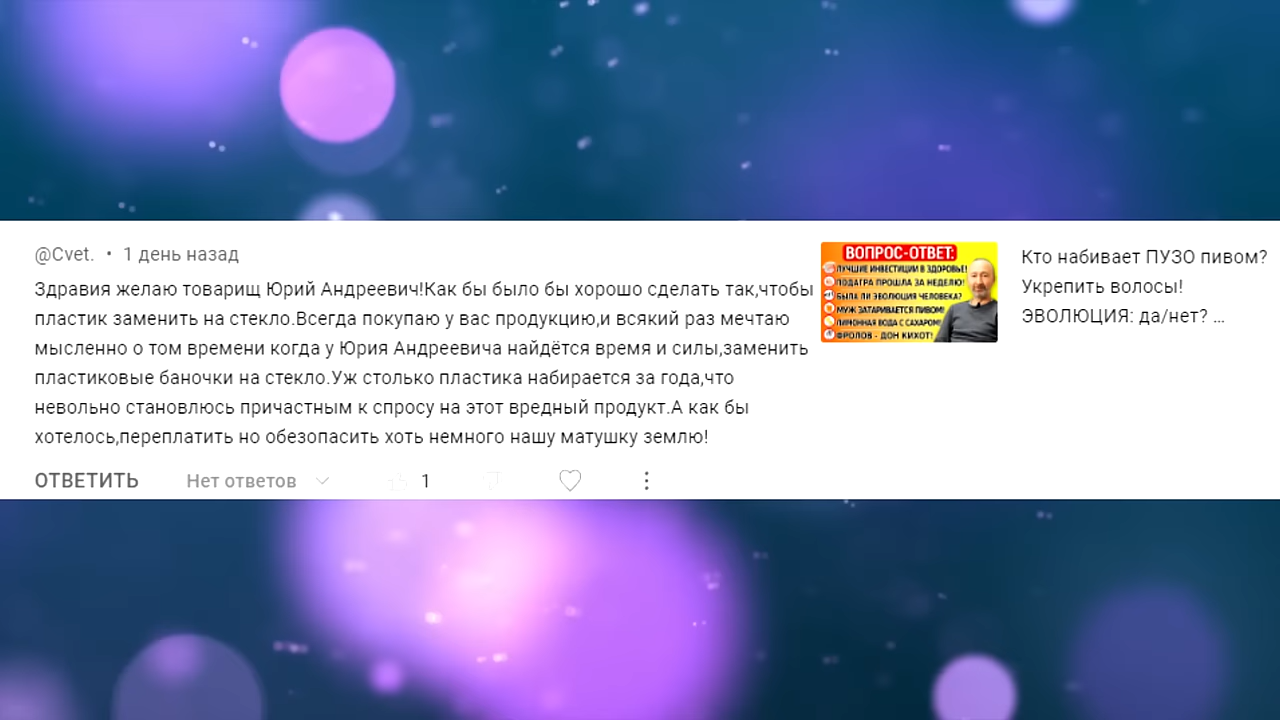 @Cvet. • 1 день назад
Здравия желаю товарищ Юрий Андреевич!Как бы было бы хорошо сделать так,чтобы
пластик заменить на стекло.Всегда покупаю у вас продукцию,и всякий раз мечтаю
мысленно о том времени когда у Юрия Андреевича найдётся время и силы,заменить
пластиковые баночки на стекло.Уж столько пластика набирается за года,что
невольно становлюсь причастным к спросу на этот вредный продукт.А как бы
хотелось,переплатить но обезопасить хоть немного нашу матушку землю!
ОТВЕТИТЬ Нет ответов 1
ВОПРОС-ОТВЕТ:
ЛУЧШИЕ ИНВЕСТИЦИИ В ЗДОРОВЬЕ!
ПОДАГРА ПРОШЛА ЗА НЕДЕЛЮ!
БЫЛА ЛИ ЭВОЛЮЦИЯ ЧЕЛОВЕКА?
МУЖ ЗАТАРИВАЕТСЯ ПИВОМ!
ЛИМОННАЯ ВОДА С САХАРОМ!
ФРОЛОВ - ДОН КИХОТ!
Кто набивает ПУЗО пивом?
Укрепить волосы!
ЭВОЛЮЦИЯ: да/нет? ...